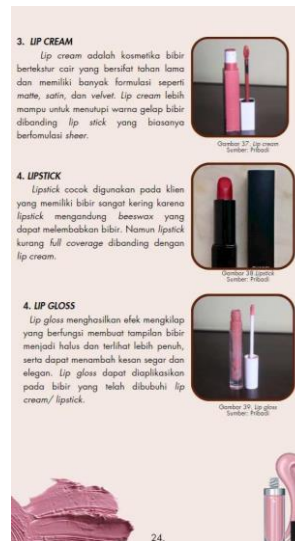 3. LIP CREAM
Lip cream adalah kosmetika bibir
bertekstur cair yang bersifat tahan lama
dan memiliki banyak formulasi seperti
matte, satin, dan velvet. Lip cream lebih
mampu untuk menutupi warna gelap bibir
dibanding lip stick yang biasanya
berfomulasi sheer.
Gambar 37. Lip cream
Sumber: Pribadi
4. LIPSTICK
Lipstick cocok digunakan pada klien
yang memiliki bibir sangat kering karena
lipstick mengandung beeswax yang
dapat melembabkan bibir. Namun lipstick
kurang full coverage dibanding dengan
lip cream.
Gambar 38 Lipstick
Sumber: Pribadi
4. LIP GLOSS
Lip gloss menghasilkan efek mengkilap
yang berfungsi membuat tampilan bibir
menjadi halus dan terlihat lebih penuh,
serta dapat menambah kesan segar dan
elegan. Lip gloss dapat diaplikasikan
pada bibir yang telah dibubuhi lip
cream/ lipstick.
Gambar 39. Lip gloss
Sumber: Pribadi
24.